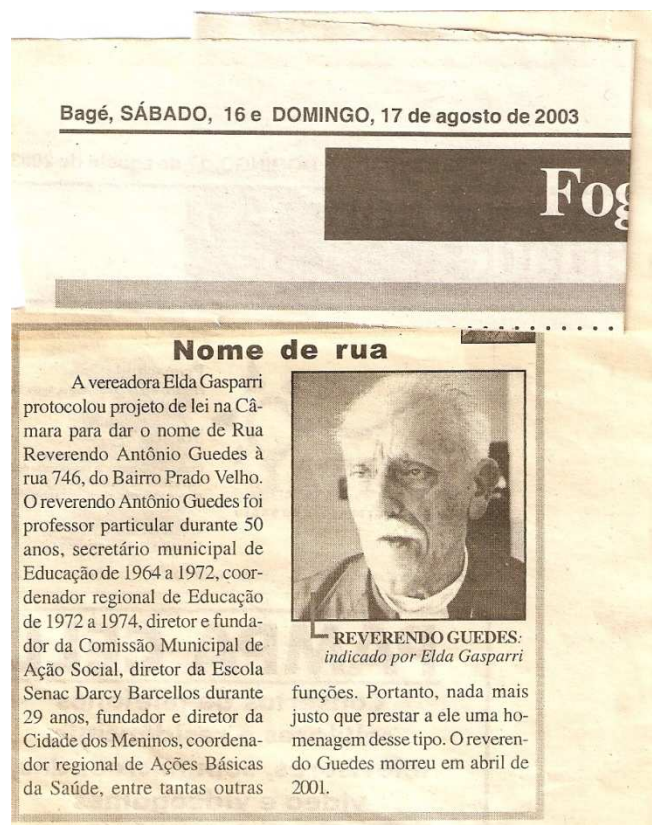 Bagé, SÁBADO, 16 e DOMINGO, 17 de agosto de 2003
Fog
Nome de rua
A vereadora Elda Gasparri
protocolou projeto de lei na Câ-
mara para dar o nome de Rua
Reverendo Antônio Guedes à
rua 746, do Bairro Prado Velho.
O reverendo Antônio Guedes foi
professor particular durante 50
anos, secretário municipal de
Educação de 1964 a 1972, coor-
denador regional de Educação
de 1972 a 1974, diretor e funda-
dor da Comissão Municipal de
Ação Social, diretor da Escola
Senac Darcy Barcellos durante
29 anos, fundador e diretor da
Cidade dos Meninos, coordena-
dor regional de Ações Básicas
da Saúde, entre tantas outras
REVERENDO GUEDES:
indicado por Elda Gasparri
funções. Portanto, nada mais
justo que prestar a ele uma ho-
menagem desse tipo. O reveren-
do Guedes morreu em abril de
2001.